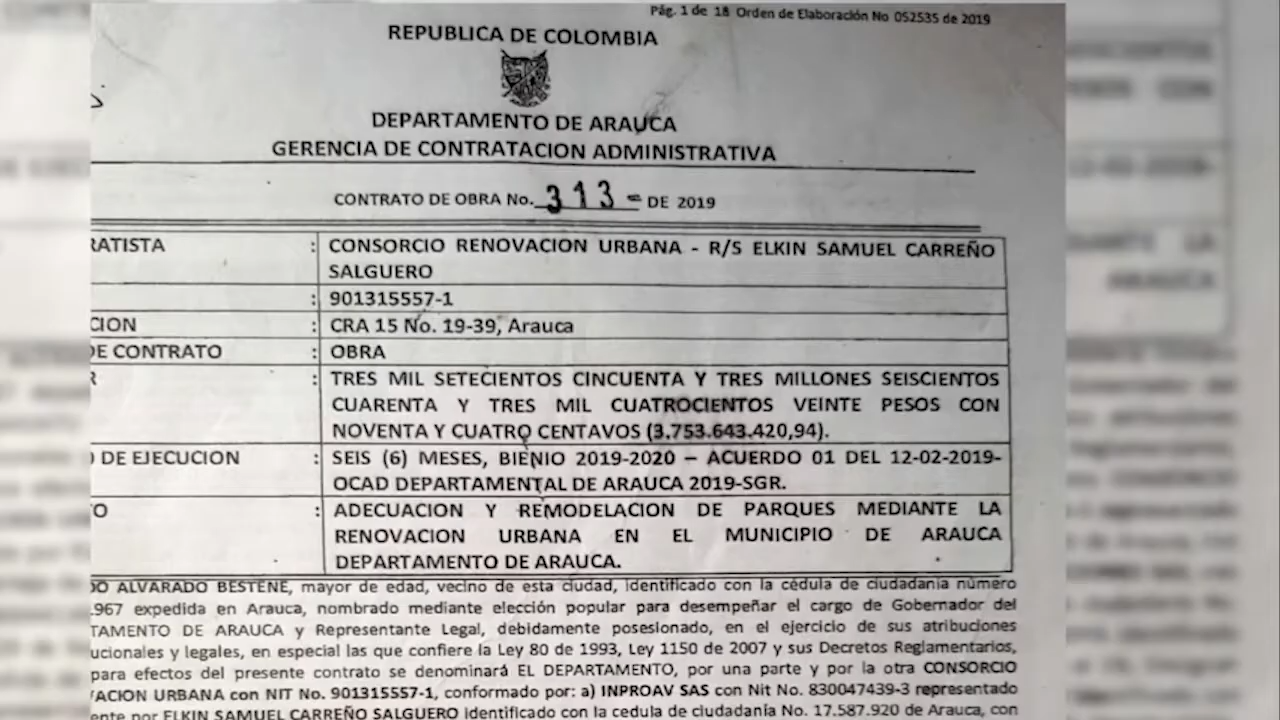 Pág. 1 de 18 Orden de Elaboración No 052535 de 2019
REPUBLICA DE COLOMBIA
DEPARTAMENTO DE ARAUCA
GERENCIA DE CONTRATACION ADMINISTRATIVA
CONTRATO DE OBRA No. 313 - DE 2019
RATISTA : CONSORCIO RENOVACION URBANA - R/S ELKIN SAMUEL CARREÑO
SALGUERO
: 901315557-1
CION : CRA 15 No. 19-39, Arauca
DE CONTRATO : OBRA
R : TRES MIL SETECIENTOS CINCUENTA Y TRES MILLONES SEISCIENTOS
CUARENTA Y TRES MIL CUATROCIENTOS VEINTE PESOS CON
NOVENTA Y CUATRO CENTAVOS (3.753.643.420,94).
O DE EJECUCION : SEIS (6) MESES, BIENIO 2019-2020 – ACUERDO 01 DEL 12-02-2019-
OCAD DEPARTAMENTAL DE ARAUCA 2019-SGR.
TO : ADECUACION Y REMODELACION DE PARQUES MEDIANTE LA
RENOVACION URBANA EN EL MUNICIPIO DE ARAUCA
DEPARTAMENTO DE ARAUCA.
DO ALVARADO BESTENE, mayor de edad, vecino de esta ciudad, identificado con la cédula de ciudadanía número
.967 expedida en Arauca, nombrado mediante elección popular para desempeñar el cargo de Gobernador del
TAMENTO DE ARAUCA y Representante Legal, debidamente posesionado, en el ejercicio de sus atribuciones
ucionales y legales, en especial las que confiere la Ley 80 de 1993, Ley 1150 de 2007 y sus Decretos Reglamentarios,
para efectos del presente contrato se denominará EL DEPARTAMENTO, por una parte y por la otra CONSORCIO
VACION URBANA con NIT No. 901315557-1, conformado por: a) INPROAV SAS con Nit No. 830047439-3 representado
ente por ELKIN SAMUEL CARREÑO SALGUERO identificado con la cedula de ciudadanía No. 17.587.920 de Arauca, con